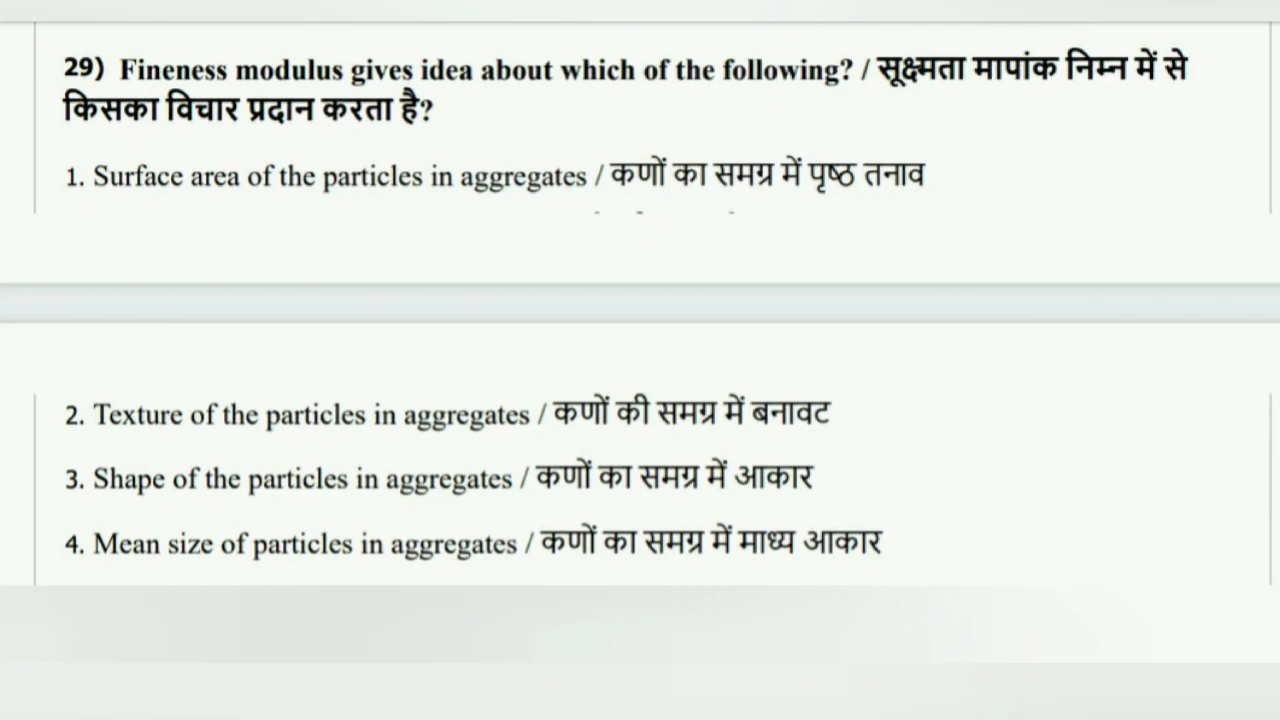 29) Fineness modulus gives idea about which of the following? / सूक्ष्मता मापांक निम्न में से
किसका विचार प्रदान करता है?
1. Surface area of the particles in aggregates / कणों का समग्र में पृष्ठ तनाव
2. Texture of the particles in aggregates / कणों की समग्र में बनावट
3. Shape of the particles in aggregates / कणों का समग्र में आकार
4. Mean size of particles in aggregates / कणों का समग्र में माध्य आकार